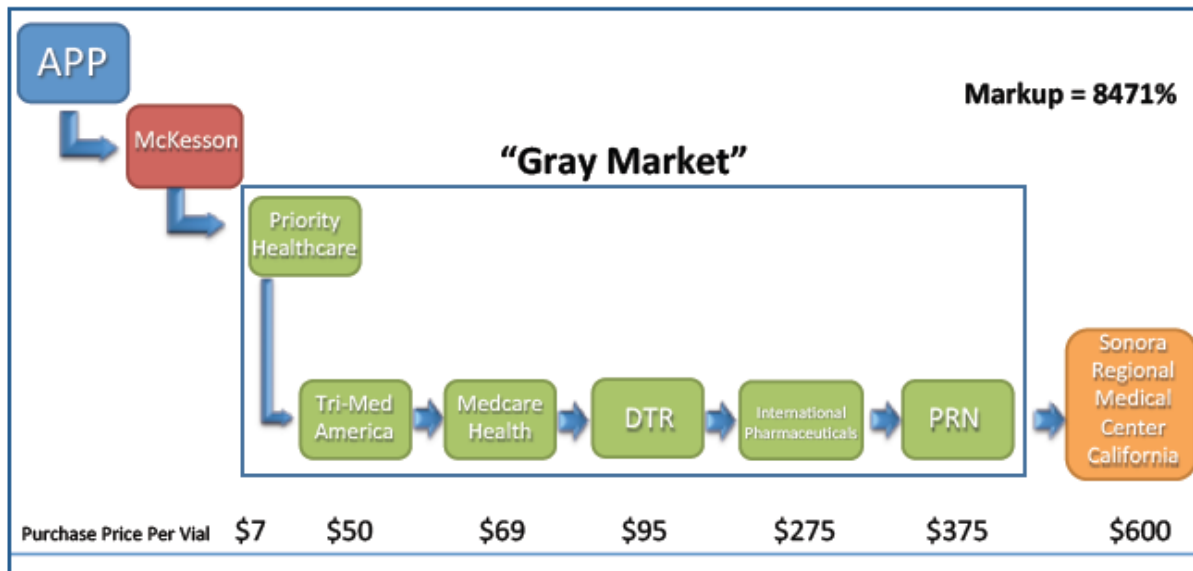 APP
Markup = 8471%
McKesson
“Gray Market”
Priority
Healthcare
Tri-Med
America
Medcare
Health
DTR
International
Pharmaceuticals
PRN
Sonora
Regional
Medical
Center
California
Purchase Price Per Vial $7 $50 $69 $95 $275 $375 $600